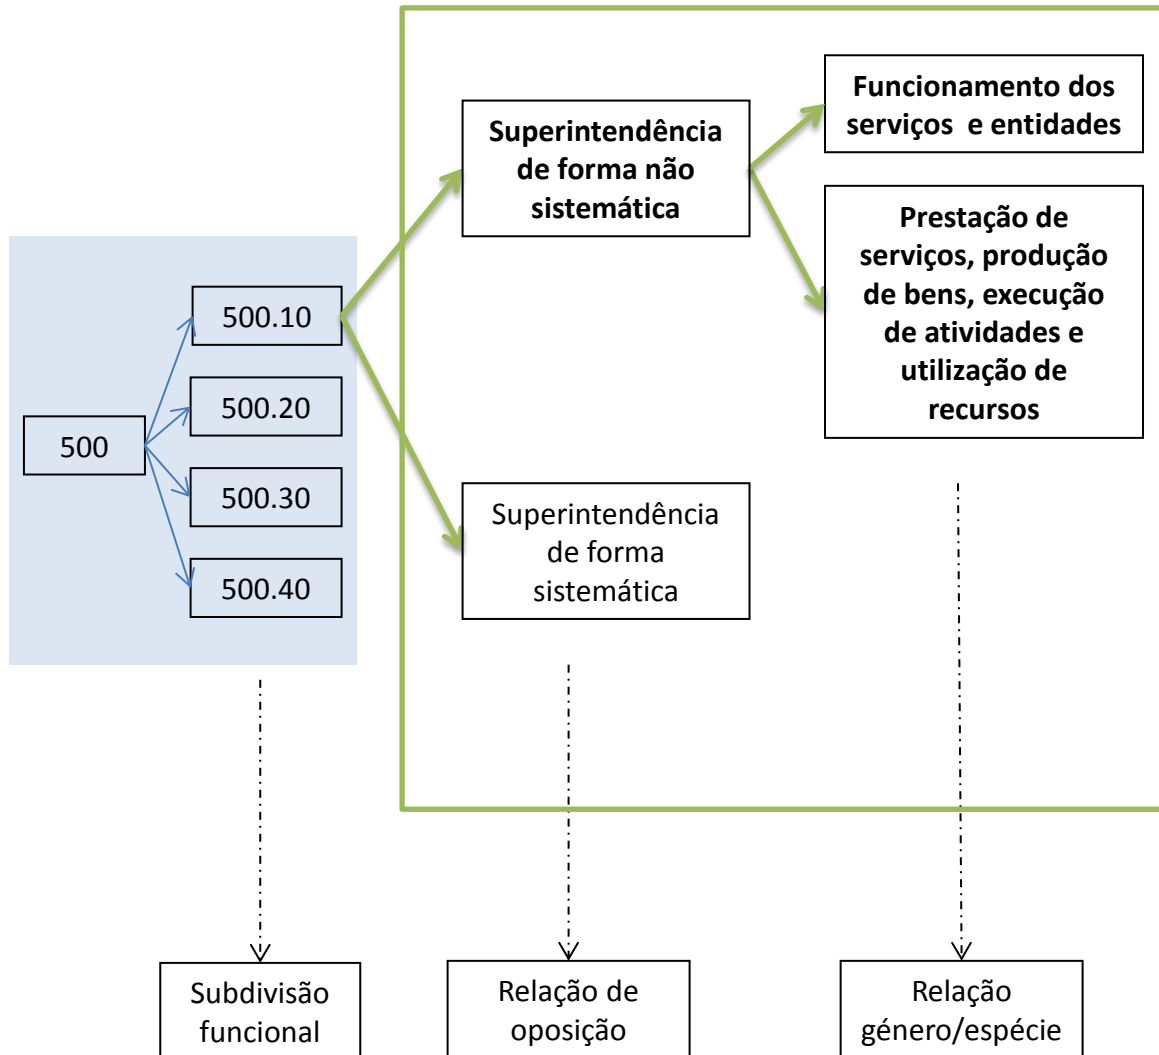 500
500.10
500.20
500.30
500.40
Superintendência
de forma não
sistemática
Superintendência
de forma
sistemática
Funcionamento dos
serviços e entidades
Prestação de
serviços, produção
de bens, execução
de atividades e
utilização de
recursos
Subdivisão
funcional
Relação de
oposição
Relação
género/espécie